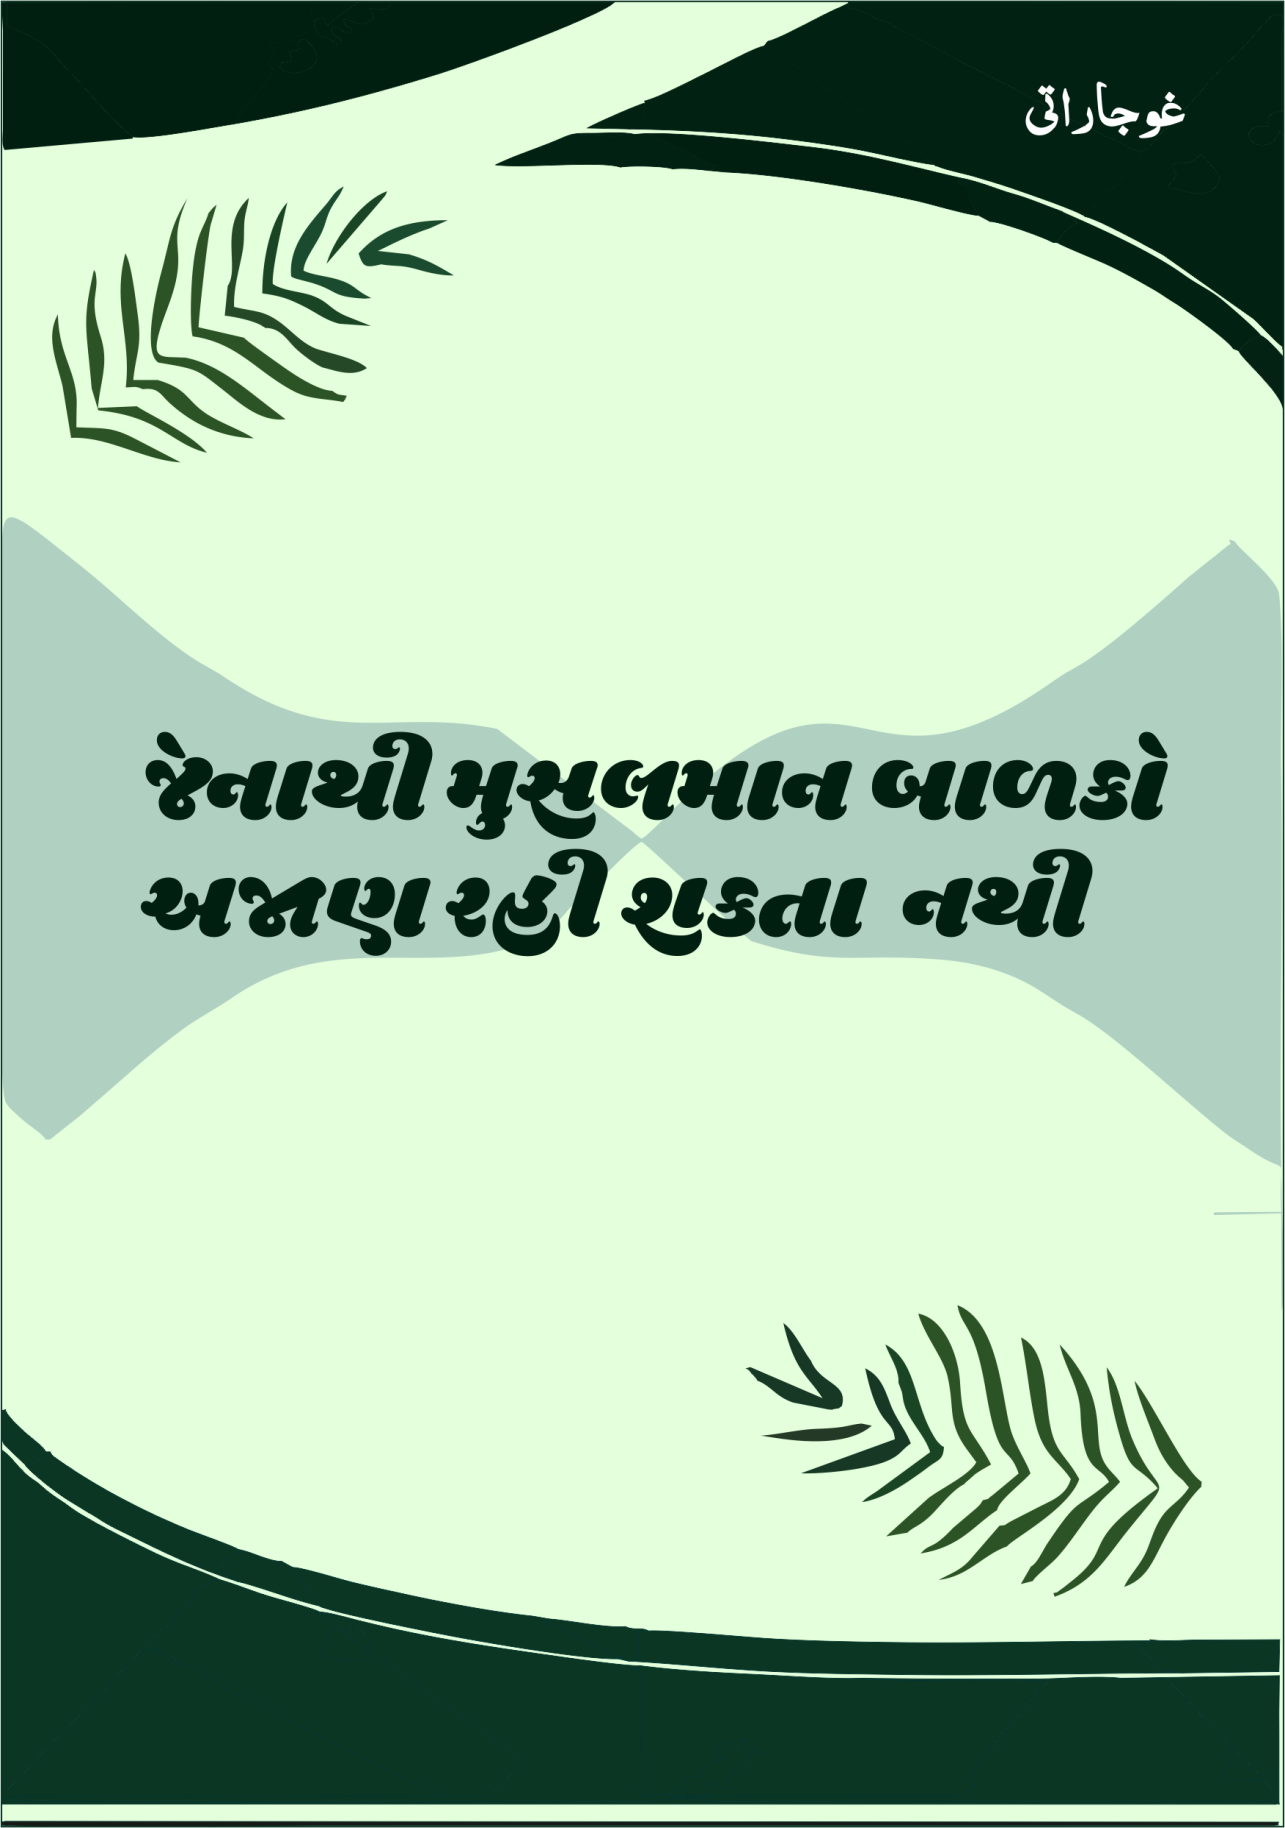 غوجاراتی
જેનાથી મુસલમાન બાળકો
અજાણ રહી શકતા નથી